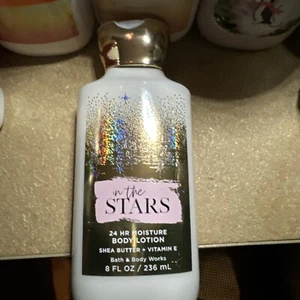 in the
STARS
24 HR MOISTURE
BODY LOTION
SHEA BUTTER + VITAMIN E
Bath & Body Works
8 FL OZ / 236 mL